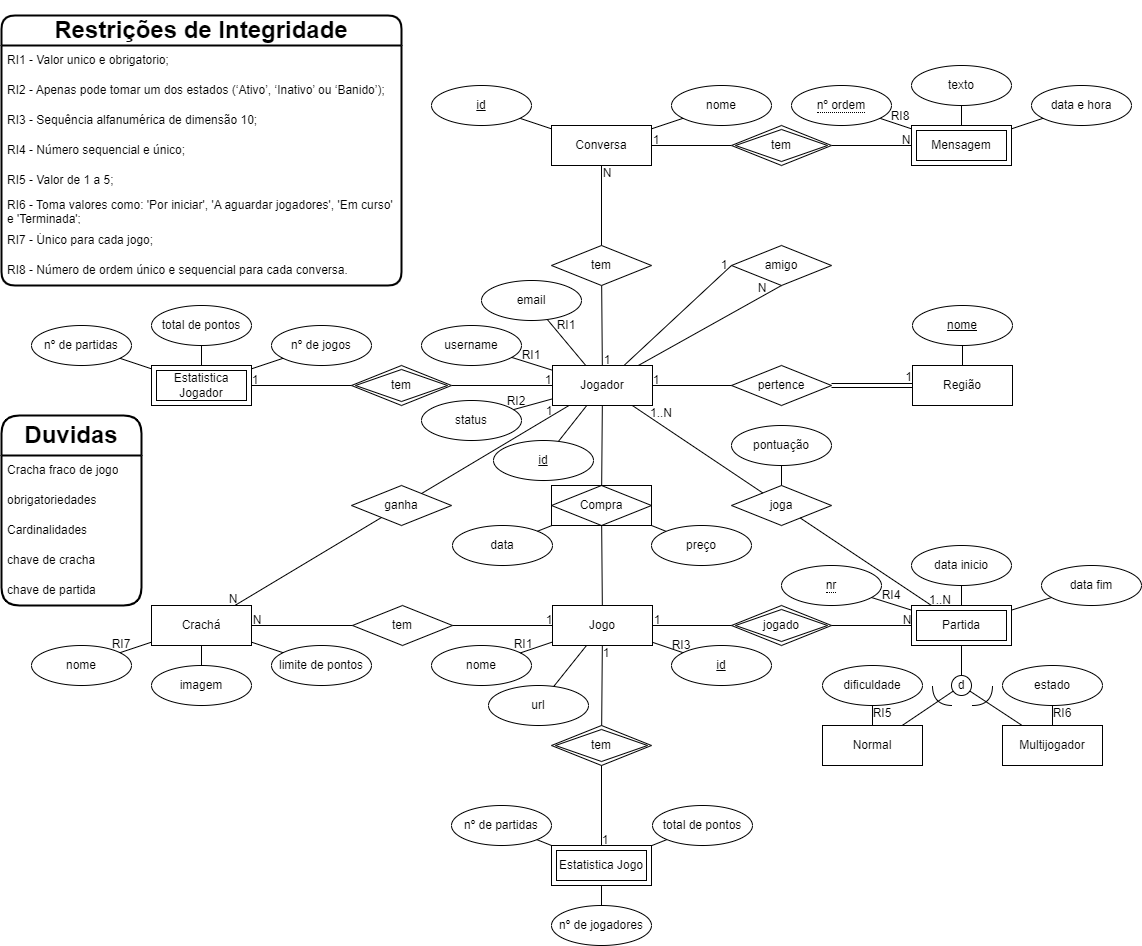 Restrições de Integridade
RI1 - Valor unico e obrigatorio;
RI2 - Apenas pode tomar um dos estados (‘Ativo’, ‘Inativo’ ou ‘Banido’);
RI3 - Sequência alfanumérica de dimensão 10;
RI4 - Número sequencial e único;
RI5 - Valor de 1 a 5;
RI6 - Toma valores como: 'Por iniciar', 'A aguardar jogadores', 'Em curso'
e 'Terminada';
RI7 - Único para cada jogo;
RI8 - Número de ordem único e sequencial para cada conversa.
id
nome
nº ordem
RI8
texto
data e hora
Conversa
1
tem
N
Mensagem
N
tem
1
amigo
N
email
RI1
username
RI1
1
nº de partidas
total de pontos
nº de jogos
Estatistica
Jogador
1
tem
1
Jogador
1
pertence
1
Região
nome
RI2
status
1
id
1..N
pontuação
Duvidas
Cracha fraco de jogo
obrigatoriedades
Cardinalidades
chave de cracha
chave de partida
ganha
Compra
joga
data
preço
nr
RI4
data inicio
data fim
1..N
N
Crachá
N
tem
1
Jogo
1
jogado
N
Partida
RI7
nome
imagem
limite de pontos
RI1
nome
url
1
RI3
id
d
dificuldade
RI5
estado
RI6
Normal
Multijogador
tem
nº de partidas
total de pontos
1
Estatistica Jogo
nº de jogadores